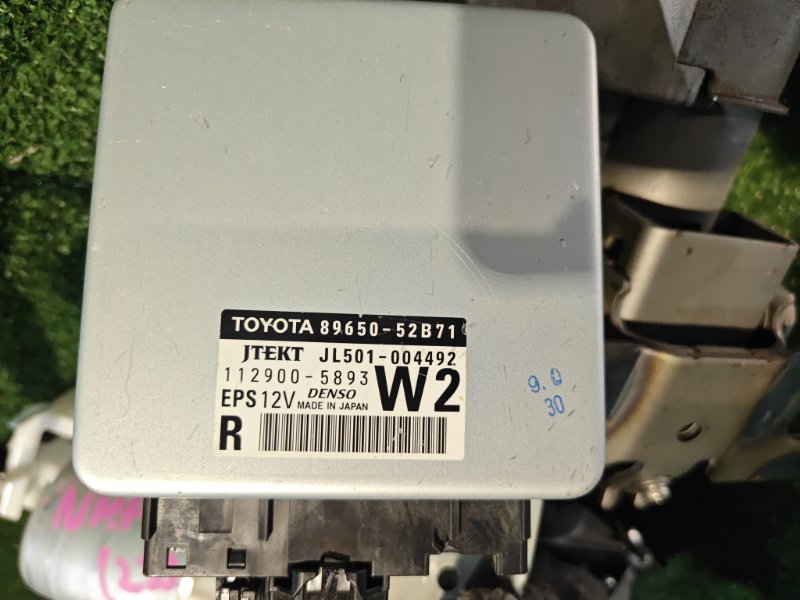 TOYOTA 89650-52B71
JTEKT JL501-004492
112900-5893 W2
EPS 12V DENSO MADE IN JAPAN
R
9.0
30